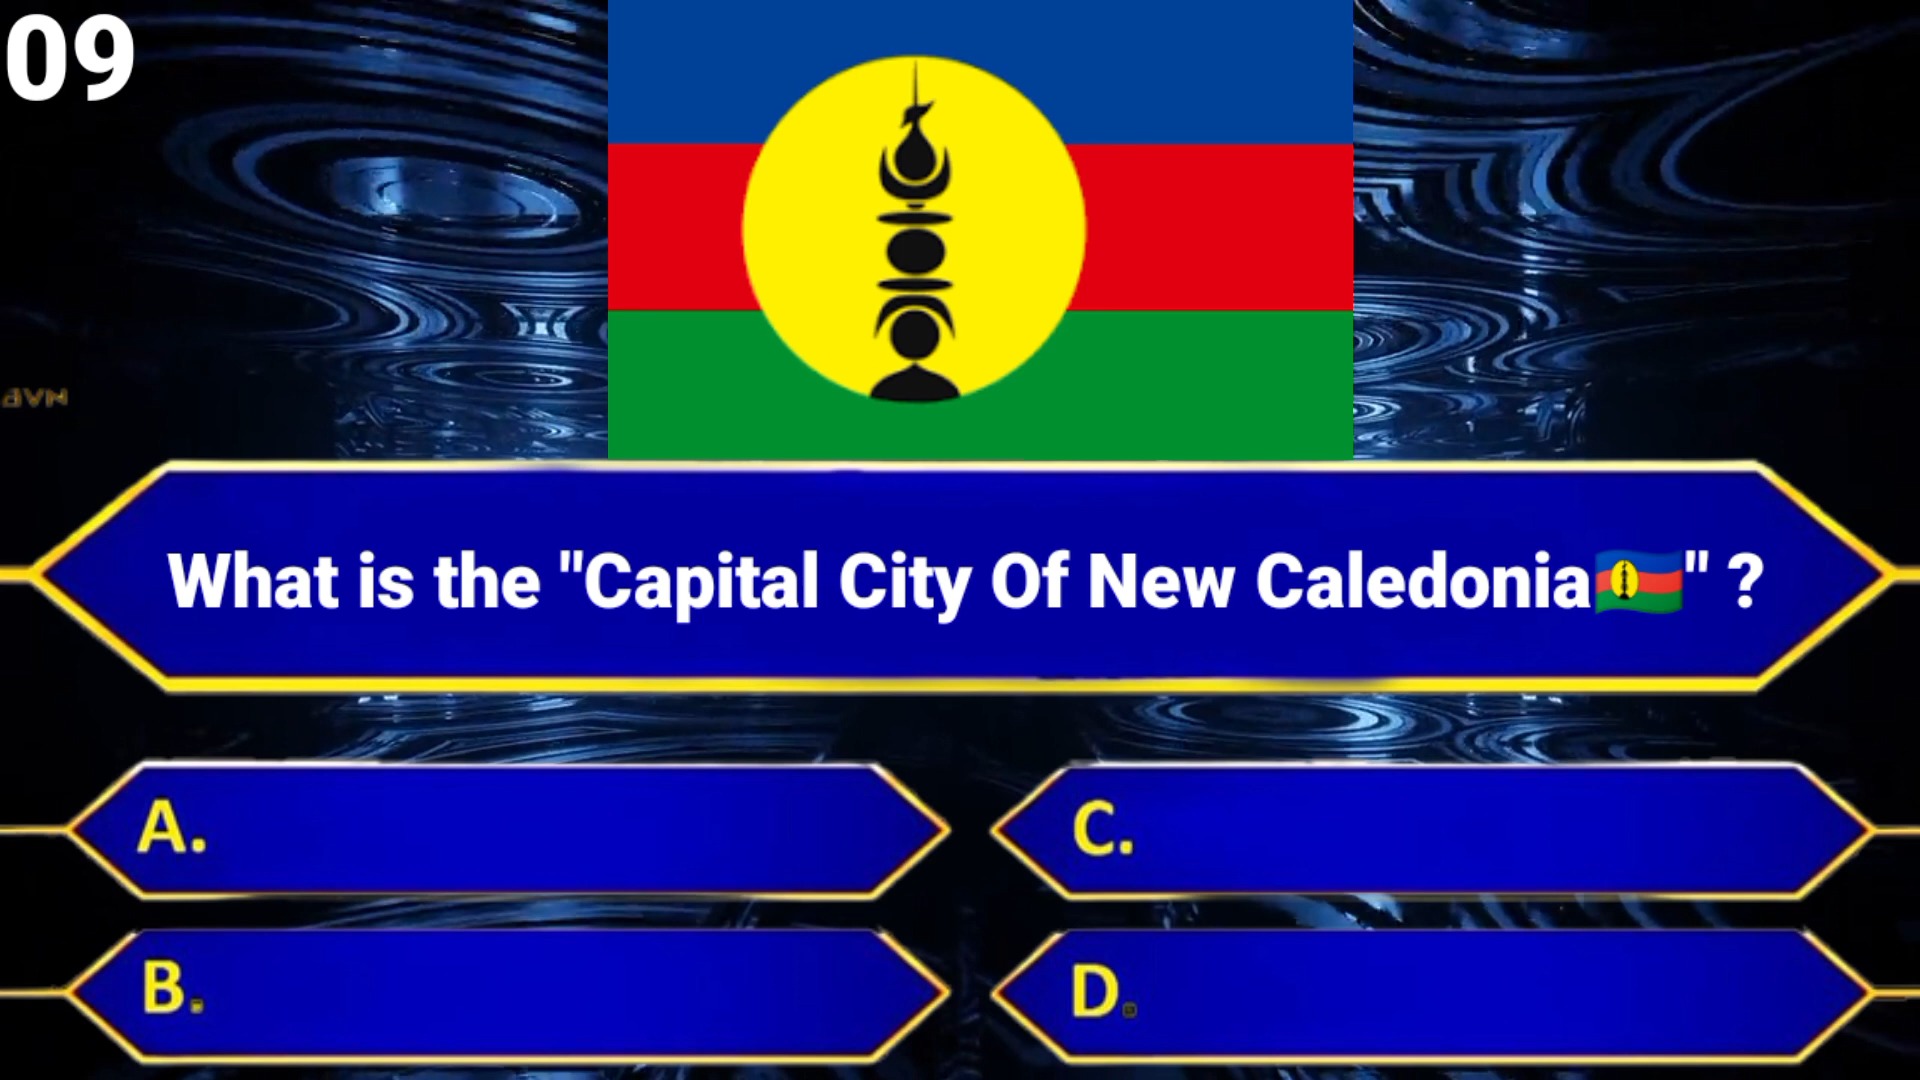 09
What is the "Capital City Of New Caledonia🇳🇨" ?
A.
C.
B.
D.